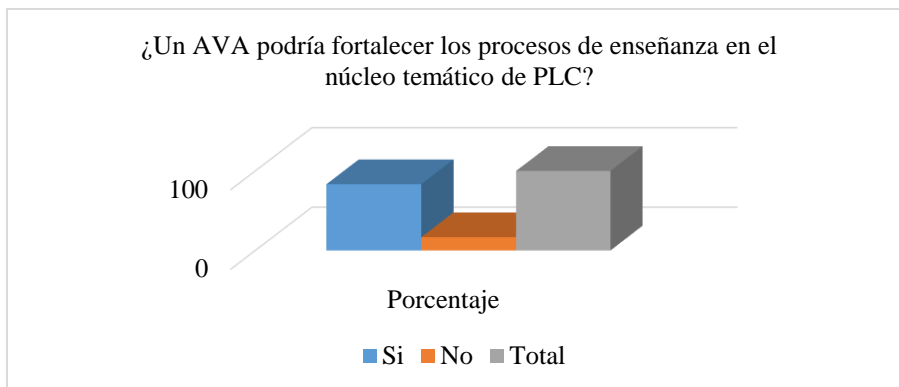 ¿Un AVA podría fortalecer los procesos de enseñanza en el
núcleo temático de PLC?
100
0
Porcentaje
Si No Total